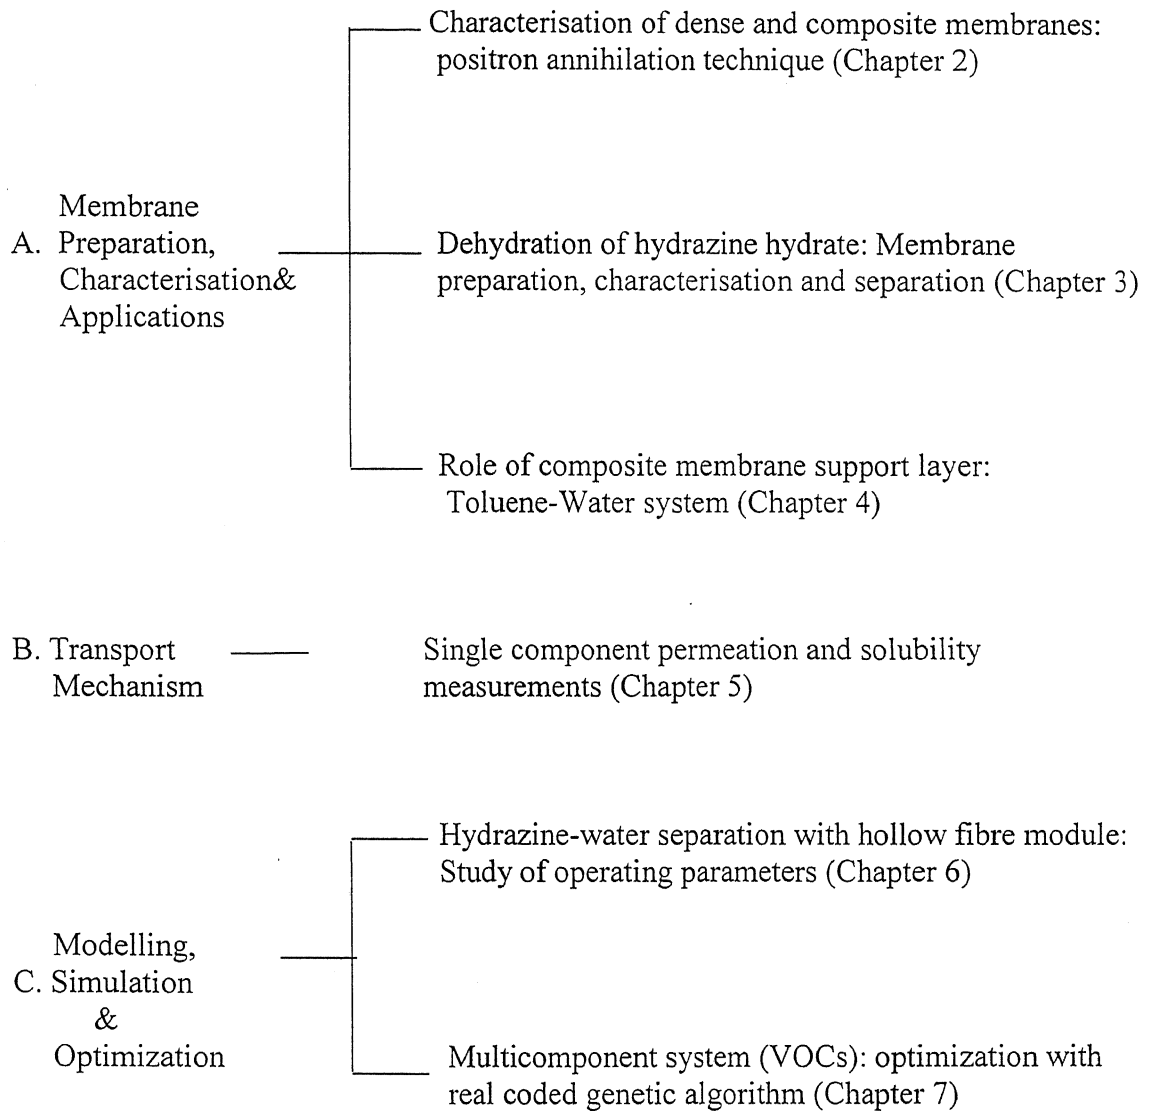 Characterisation of dense and composite membranes:
positron annihilation technique (Chapter 2)
Membrane
A. Preparation,
Characterisation&
Applications
Dehydration of hydrazine hydrate: Membrane
preparation, characterisation and separation (Chapter 3)
Role of composite membrane support layer:
Toluene-Water system (Chapter 4)
B. Transport
Mechanism
Single component permeation and solubility
measurements (Chapter 5)
Hydrazine-water separation with hollow fibre module:
Study of operating parameters (Chapter 6)
Modelling,
C. Simulation
&
Optimization
Multicomponent system (VOCs): optimization with
real coded genetic algorithm (Chapter 7)